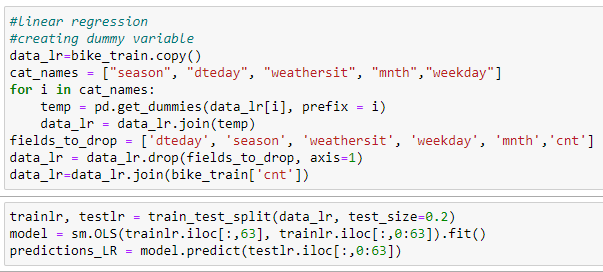 #linear regression
#creating dummy variable
data_lr=bike_train.copy()
cat_names = ["season", "dteday", "weathersit", "mnth","weekday"]
for i in cat_names:
    temp = pd.get_dummies(data_lr[i], prefix = i)
    data_lr = data_lr.join(temp)
fields_to_drop = ['dteday', 'season', 'weathersit', 'weekday', 'mnth','cnt']
data_lr = data_lr.drop(fields_to_drop, axis=1)
data_lr=data_lr.join(bike_train['cnt'])
trainlr, testlr = train_test_split(data_lr, test_size=0.2)
model = sm.OLS(trainlr.iloc[:,63], trainlr.iloc[:,0:63]).fit()
predictions_LR = model.predict(testlr.iloc[:,0:63])